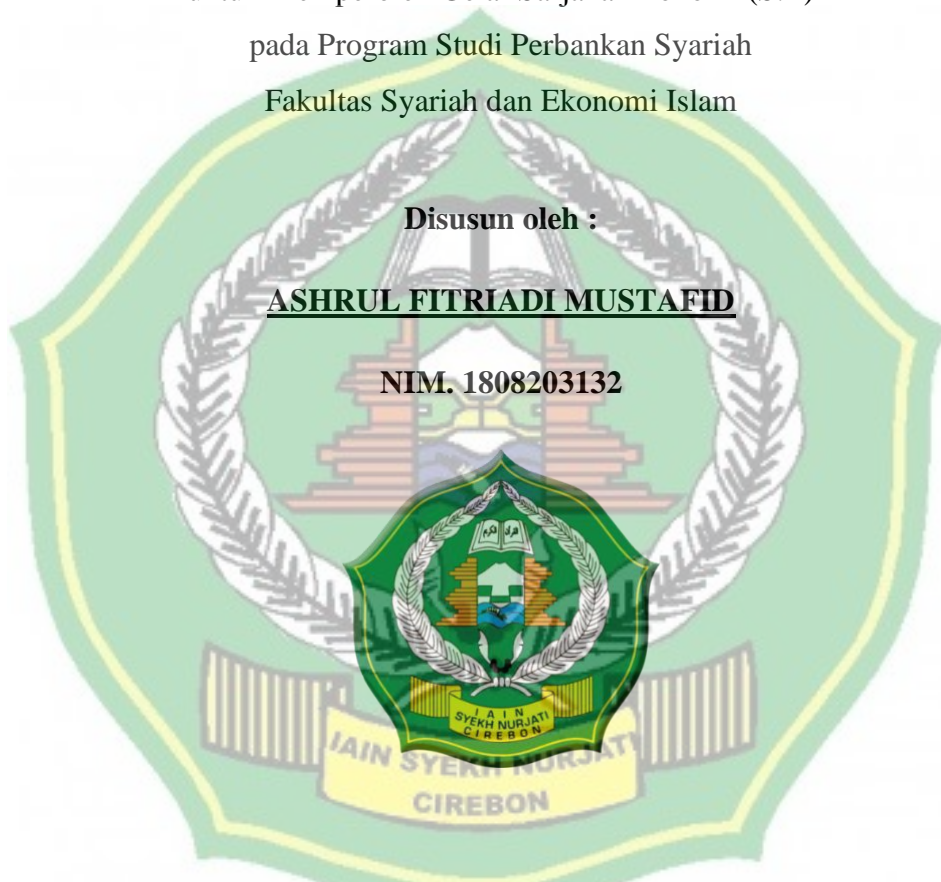 pada Program Studi Perbankan Syariah
Fakultas Syariah dan Ekonomi Islam
Disusun oleh :
ASHRUL FITRIADI MUSTAFID
NIM. 1808203132
IAIN
SYEKH NURJATI
CIREBON
IAIN SYEKH NURJATI
CIREBON